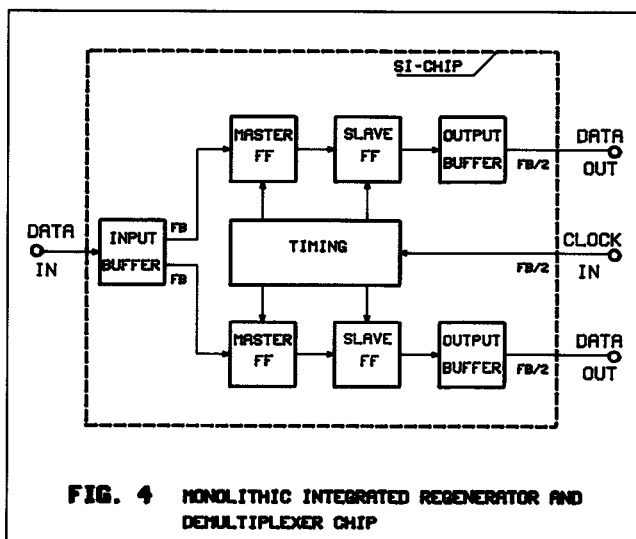 SI-CHIP
MASTER
FF
SLAVE
FF
OUTPUT
BUFFER
FB/2
DATA
OUT
DATA
IN
INPUT
BUFFER
FB
FB
TIMING
FB/2
CLOCK
IN
MASTER
FF
SLAVE
FF
OUTPUT
BUFFER
FB/2
DATA
OUT
FIG. 4 MONOLITHIC INTEGRATED REGENERATOR AND
DEMULTIPLEXER CHIP